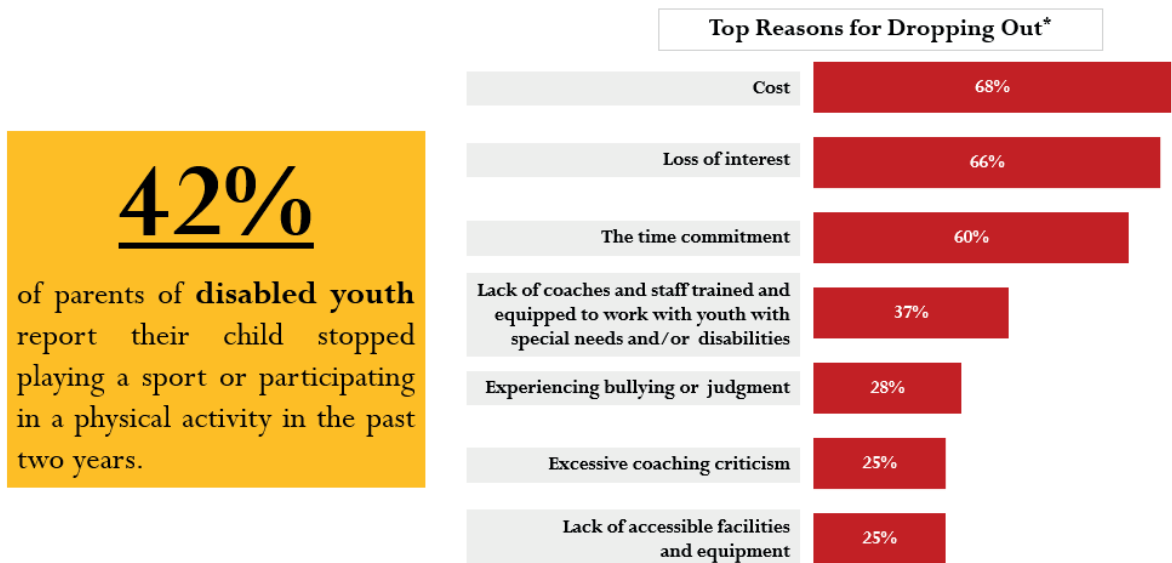 42%
of parents of disabled youth
report their child stopped
playing a sport or participating
in a physical activity in the past
two years.
Top Reasons for Dropping Out*
Cost
68%
Loss of interest
66%
The time commitment
60%
Lack of coaches and staff trained and
equipped to work with youth with
special needs and/or disabilities
37%
Experiencing bullying or judgment
28%
Excessive coaching criticism
25%
Lack of accessible facilities
and equipment
25%